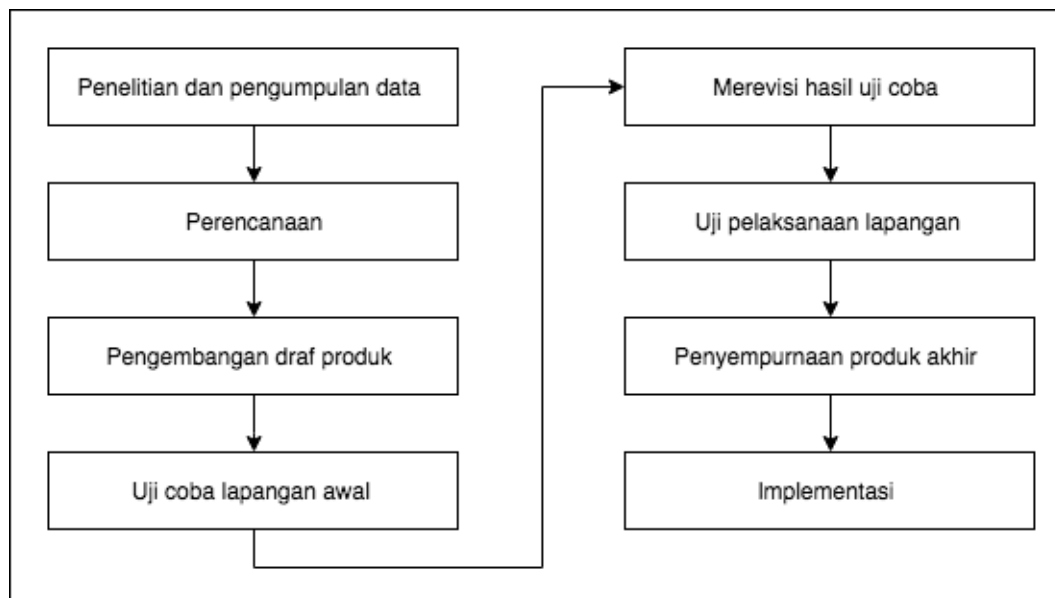 Penelitian dan pengumpulan data
Perencanaan
Pengembangan draf produk
Uji coba lapangan awal
Merevisi hasil uji coba
Uji pelaksanaan lapangan
Penyempurnaan produk akhir
Implementasi